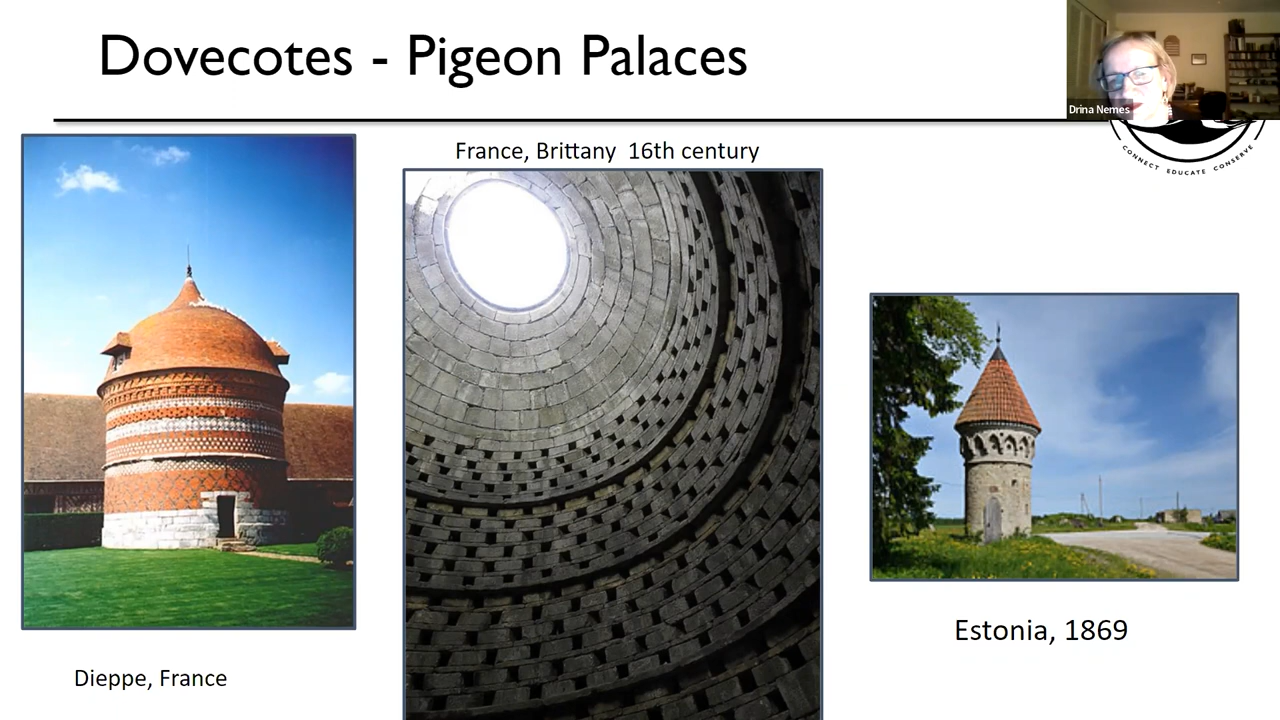 Dovecotes - Pigeon Palaces
Drina Nemes
CONNECT EDUCATE CONSERVE
France, Brittany 16th century
Estonia, 1869
Dieppe, France